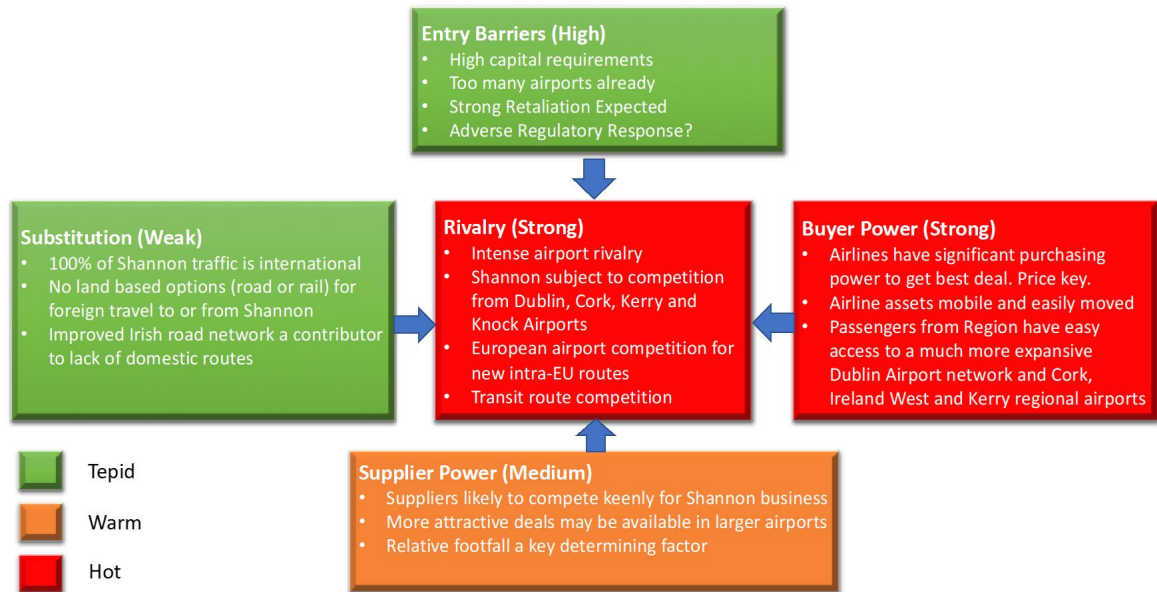 Entry Barriers (High)
• High capital requirements
• Too many airports already
• Strong Retaliation Expected
• Adverse Regulatory Response?
Substitution (Weak)
• 100% of Shannon traffic is international
• No land based options (road or rail) for
foreign travel to or from Shannon
• Improved Irish road network a contributor
to lack of domestic routes
Rivalry (Strong)
• Intense airport rivalry
• Shannon subject to competition
from Dublin, Cork, Kerry and
Knock Airports
• European airport competition for
new intra-EU routes
• Transit route competition
Buyer Power (Strong)
• Airlines have significant purchasing
power to get best deal. Price key.
• Airline assets mobile and easily moved
• Passengers from Region have easy
access to a much more expansive
Dublin Airport network and Cork,
Ireland West and Kerry regional airports
Supplier Power (Medium)
• Suppliers likely to compete keenly for Shannon business
• More attractive deals may be available in larger airports
• Relative footfall a key determining factor
Tepid
Warm
Hot